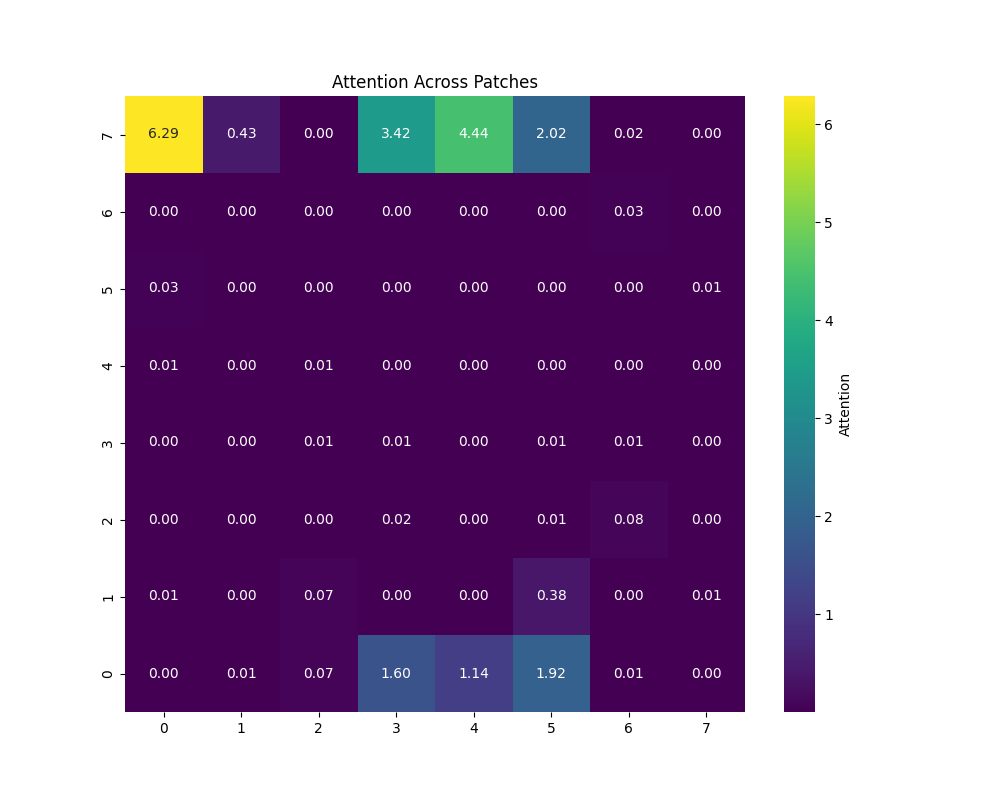 Attention Across Patches
7 6.29 0.43 0.00 3.42 4.44 2.02 0.02 0.00
6 0.00 0.00 0.00 0.00 0.00 0.00 0.03 0.00
5 0.03 0.00 0.00 0.00 0.00 0.00 0.00 0.01
4 0.01 0.00 0.01 0.00 0.00 0.00 0.00 0.00
3 0.00 0.00 0.01 0.01 0.00 0.01 0.01 0.00
2 0.00 0.00 0.00 0.02 0.00 0.01 0.08 0.00
1 0.01 0.00 0.07 0.00 0.00 0.38 0.00 0.01
0 0.00 0.01 0.07 1.60 1.14 1.92 0.01 0.00
0 1 2 3 4 5 6 7
6
5
4
3
2
1
Attention